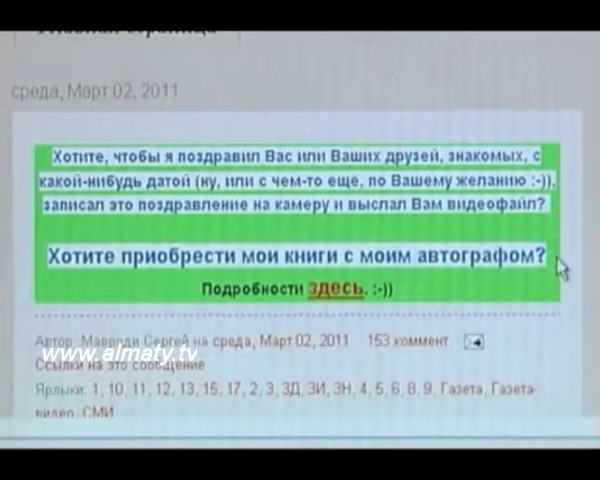 Главная страница
среда, Март 02, 2011
Хотите, чтобы я поздравил Вас или Ваших друзей, знакомых, с
какой-нибудь датой (ну, или с чем-то еще, по Вашему желанию :-)),
записал это поздравление на камеру и выслал Вам видеофайл?
Хотите приобрести мои книги с моим автографом?
Подробности здесь. :-))
Автор: Мавроди Сергей на среда, Март 02, 2011 153 коммент.
www.almaty.tv
Ссылки на это сообщение
Ярлыки: 1, 10, 11, 12, 13, 15, 17, 2, 3, 3Д, ЗИ, ЗН, 4, 5, 6, 8, 9, Газета, Газета-
видео, СМИ